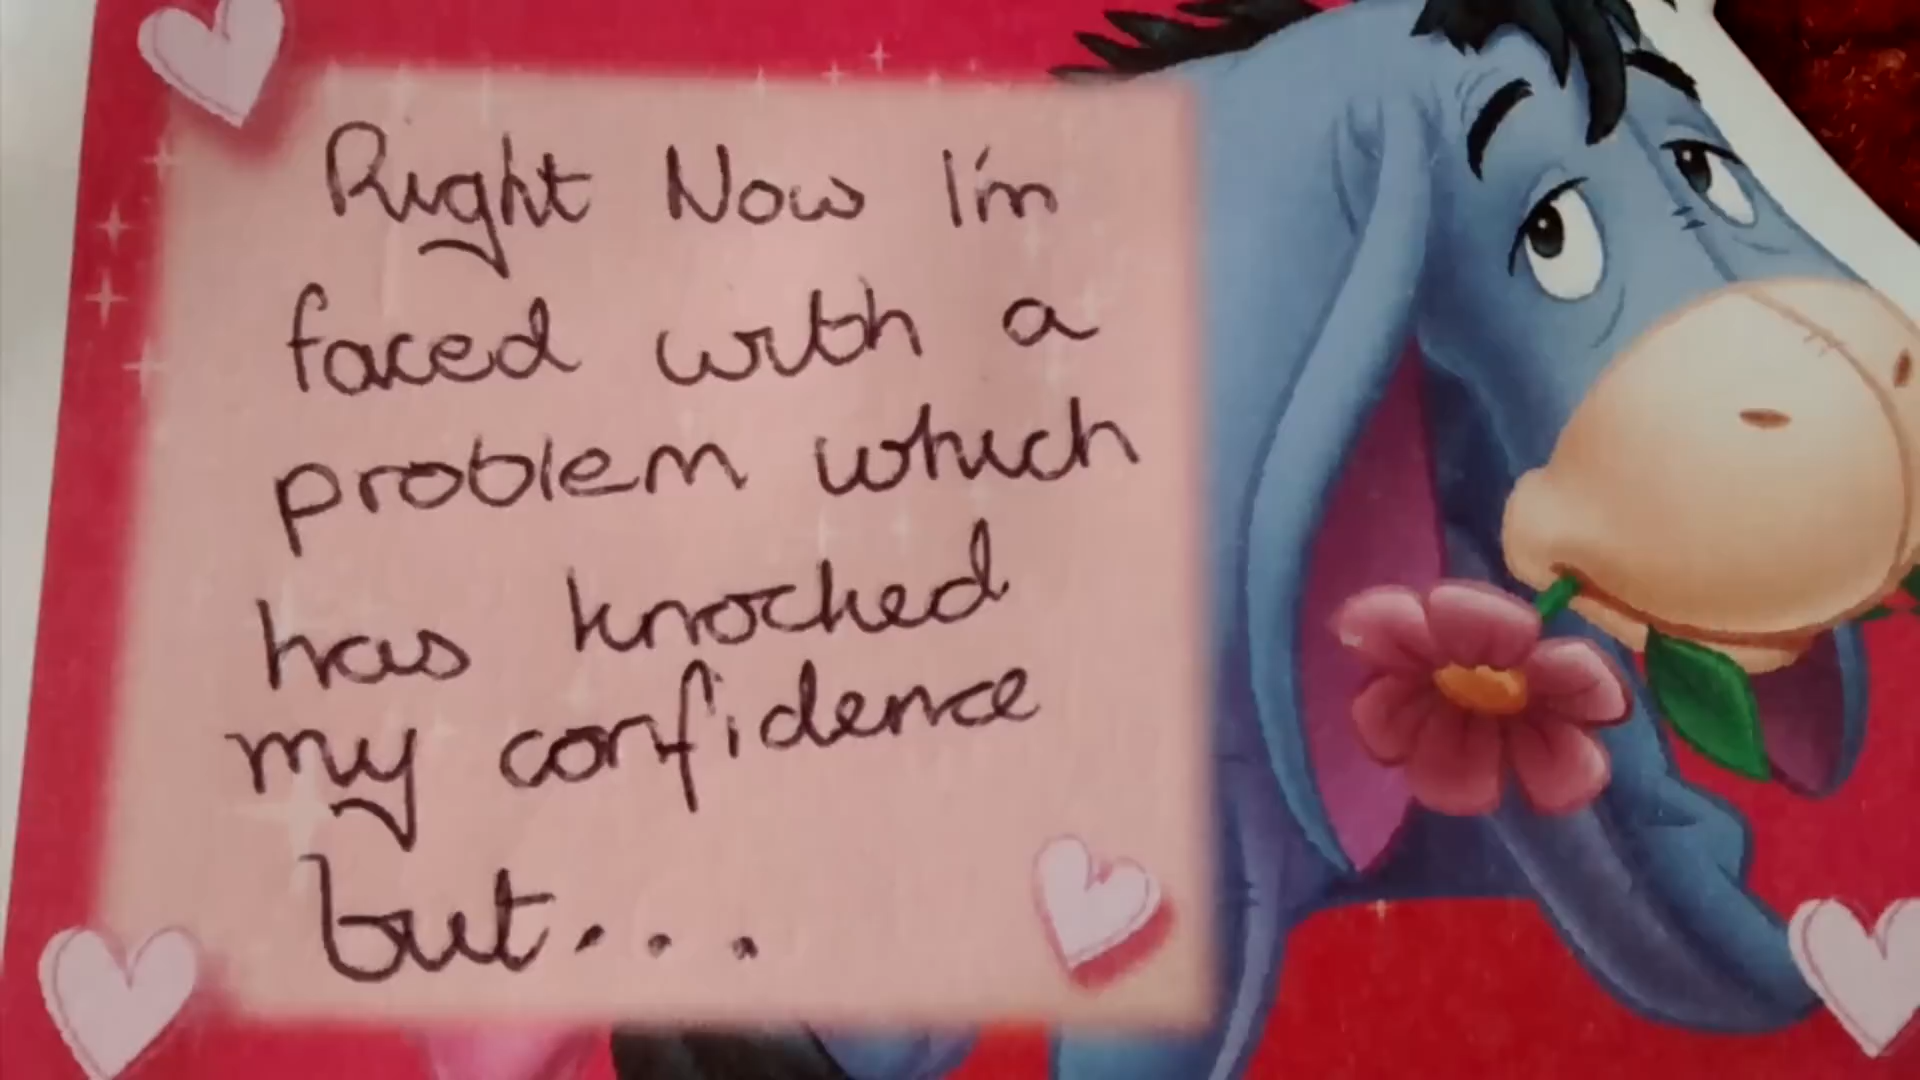 Right Now I'm
faced with a
problem which
has knocked
my confidence
but...